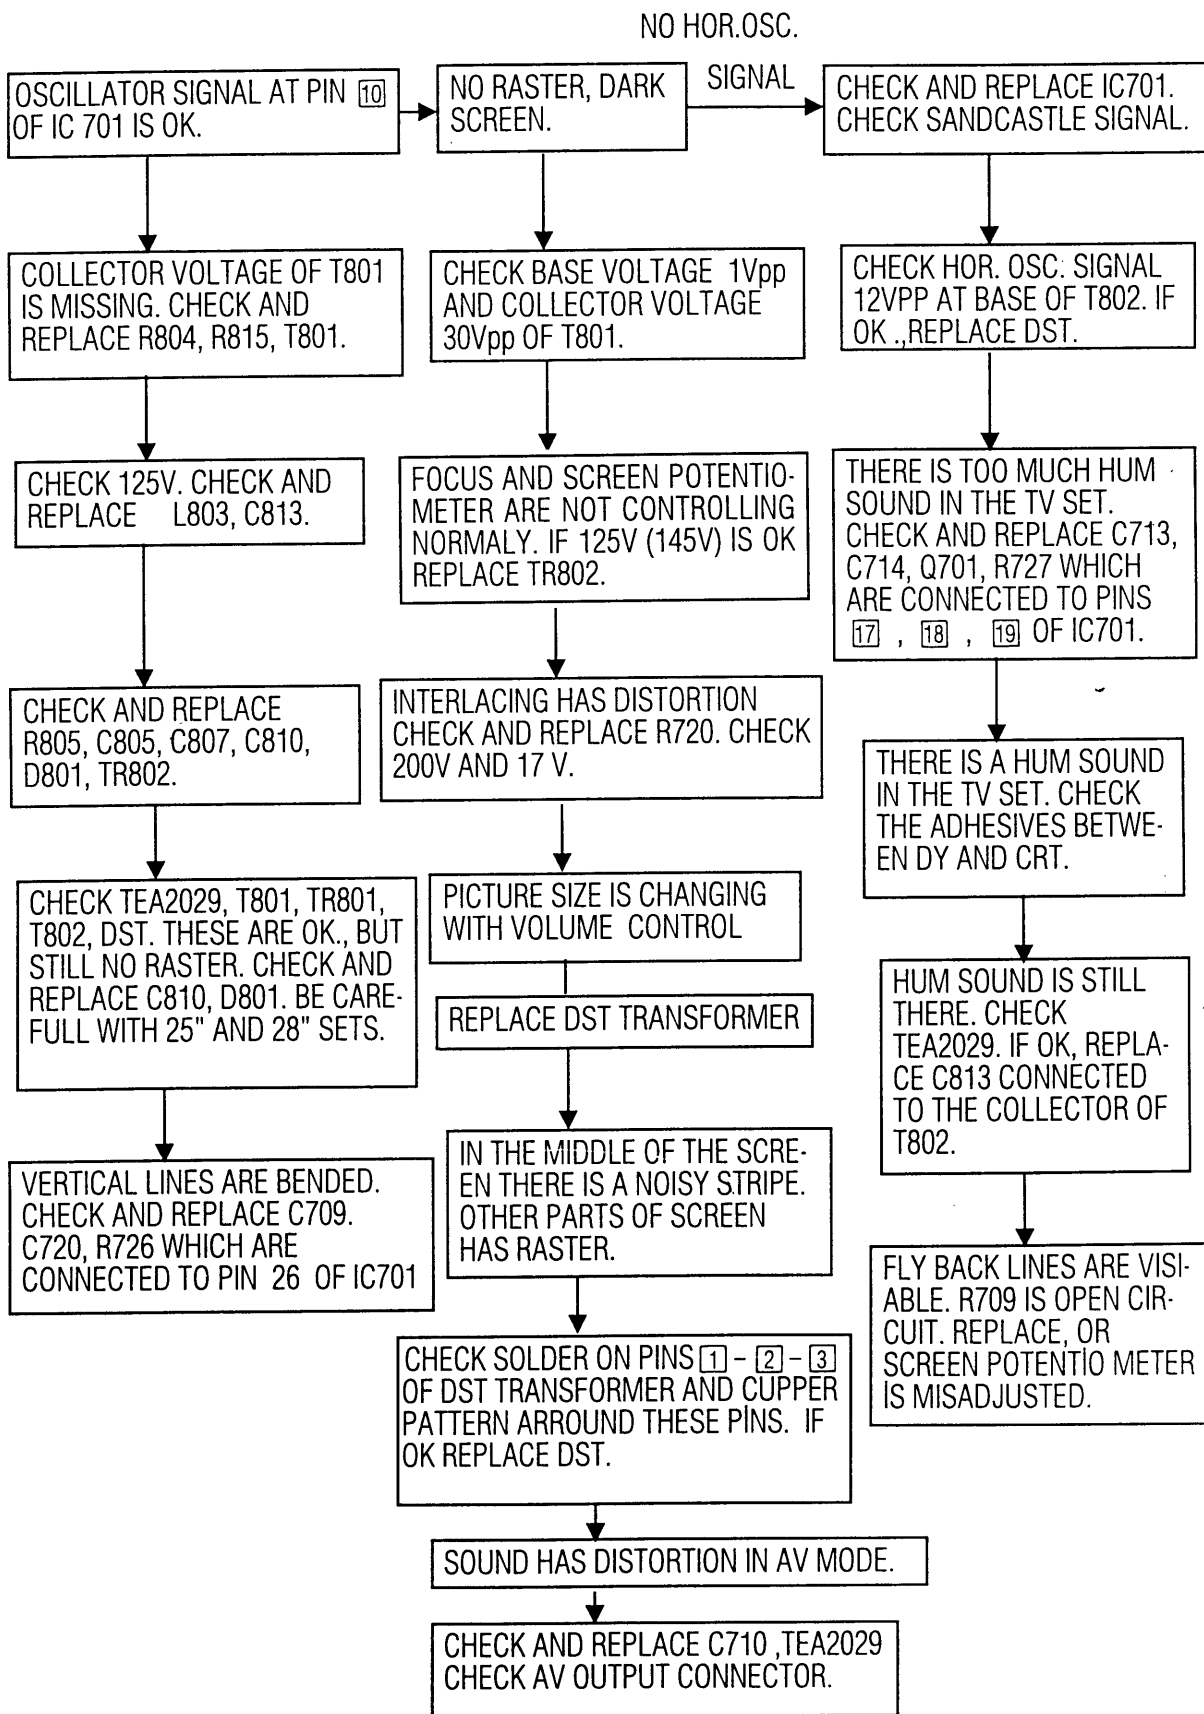 NO HOR.OSC.
SIGNAL
OSCILLATOR SIGNAL AT PIN 10
OF IC 701 IS OK.
NO RASTER, DARK
SCREEN.
CHECK AND REPLACE IC701.
CHECK SANDCASTLE SIGNAL.
COLLECTOR VOLTAGE OF T801
IS MISSING. CHECK AND
REPLACE R804, R815, T801.
CHECK BASE VOLTAGE 1Vpp
AND COLLECTOR VOLTAGE
30Vpp OF T801.
CHECK HOR. OSC. SIGNAL
12VPP AT BASE OF T802. IF
OK .,REPLACE DST.
CHECK 125V. CHECK AND
REPLACE L803, C813.
FOCUS AND SCREEN POTENTIO-
METER ARE NOT CONTROLLING
NORMALY. IF 125V (145V) IS OK
REPLACE TR802.
THERE IS TOO MUCH HUM
SOUND IN THE TV SET.
CHECK AND REPLACE C713,
C714, Q701, R727 WHICH
ARE CONNECTED TO PINS
17 , 18 , 19 OF IC701.
CHECK AND REPLACE
R805, C805, C807, C810,
D801, TR802.
INTERLACING HAS DISTORTION
CHECK AND REPLACE R720. CHECK
200V AND 17 V.
THERE IS A HUM SOUND
IN THE TV SET. CHECK
THE ADHESIVES BETWE-
EN DY AND CRT.
CHECK TEA2029, T801, TR801,
T802, DST. THESE ARE OK., BUT
STILL NO RASTER. CHECK AND
REPLACE C810, D801. BE CARE-
FULL WITH 25" AND 28" SETS.
PICTURE SIZE IS CHANGING
WITH VOLUME CONTROL
REPLACE DST TRANSFORMER
HUM SOUND IS STILL
THERE. CHECK
TEA2029. IF OK, REPLA-
CE C813 CONNECTED
TO THE COLLECTOR OF
T802.
VERTICAL LINES ARE BENDED.
CHECK AND REPLACE C709.
C720, R726 WHICH ARE
CONNECTED TO PIN 26 OF IC701
IN THE MIDDLE OF THE SCRE-
EN THERE IS A NOISY STRIPE.
OTHER PARTS OF SCREEN
HAS RASTER.
FLY BACK LINES ARE VISI-
ABLE. R709 IS OPEN CIR-
CUIT. REPLACE, OR
SCREEN POTENTİO METER
İS MISADJUSTED.
CHECK SOLDER ON PINS 1 - 2 - 3
OF DST TRANSFORMER AND CUPPER
PATTERN ARROUND THESE PİNS. IF
OK REPLACE DST.
SOUND HAS DISTORTION IN AV MODE.
CHECK AND REPLACE C710 ,TEA2029
CHECK AV OUTPUT CONNECTOR.